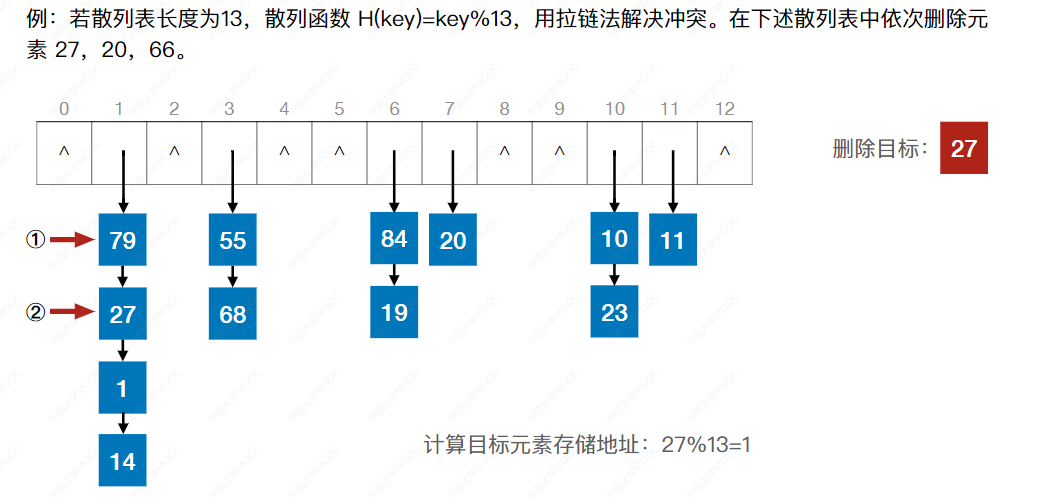 例：若散列表长度为13，散列函数 H(key)=key%13，用拉链法解决冲突。在下述散列表中依次删除元
素 27，20，66。
0 1 2 3 4 5 6 7 8 9 10 11 12
^ ^ ^ ^ ^ ^ ^
删除目标： 27
① 79 55 84 20 10 11
② 27 68 19 23
1
14
计算目标元素存储地址：27%13=1